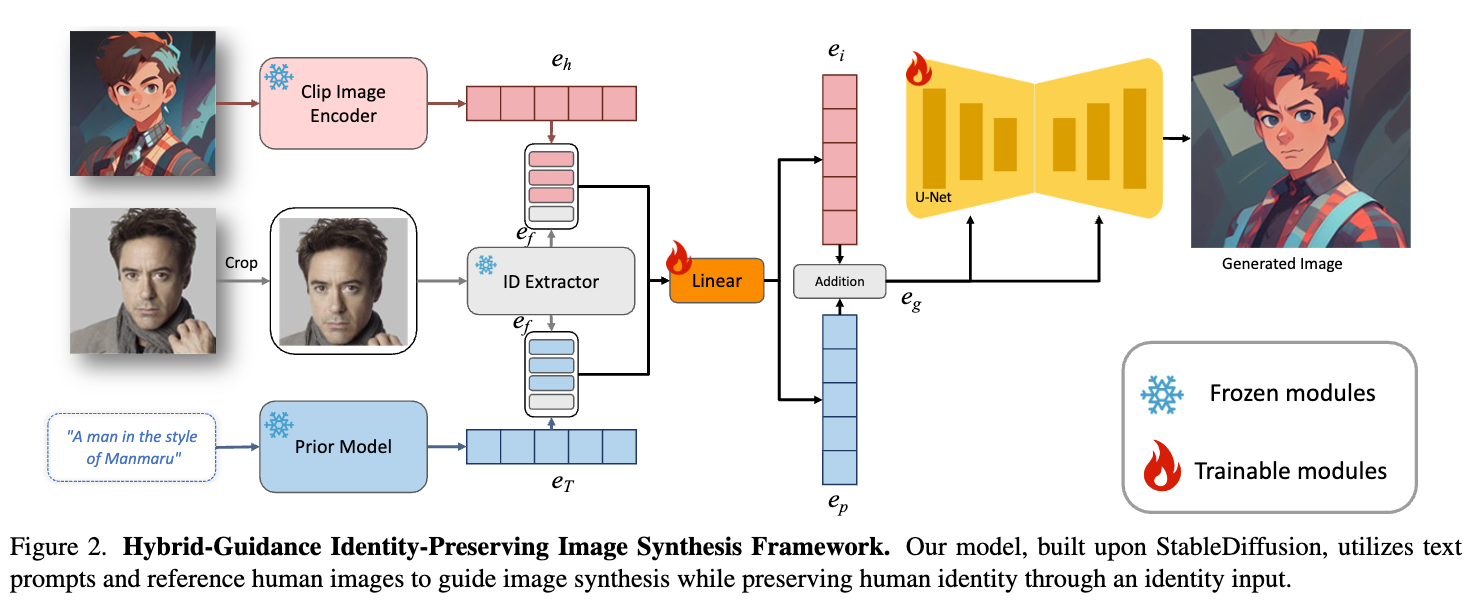 Clip Image
Encoder
e_h
e_i
U-Net
Generated Image
Crop
e_f
ID Extractor
e_f
Linear
Addition
e_g
"A man in the style
of Manmaru"
Prior Model
e_T
e_p
Frozen modules
Trainable modules
Figure 2. Hybrid-Guidance Identity-Preserving Image Synthesis Framework. Our model, built upon StableDiffusion, utilizes text
prompts and reference human images to guide image synthesis while preserving human identity through an identity input.